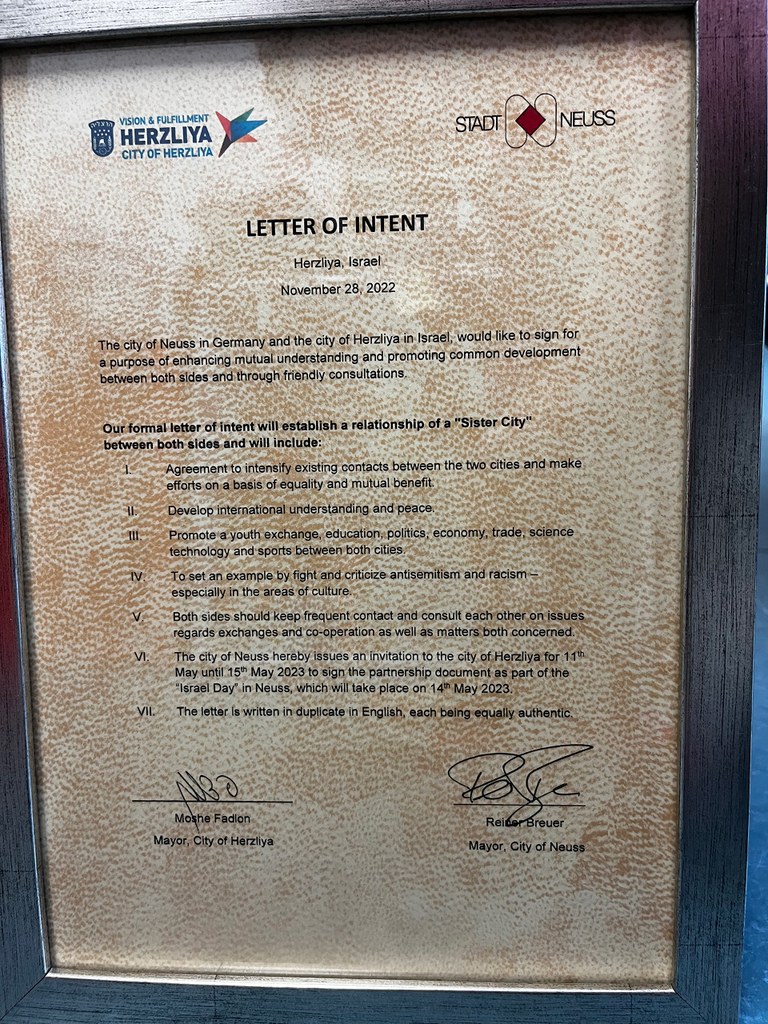 VISION & FULFILLMENT
HERZLIYA
CITY OF HERZLIYA
STADT NEUSS
LETTER OF INTENT
Herzliya, Israel
November 28, 2022
The city of Neuss in Germany and the city of Herzliya in Israel, would like to sign for
a purpose of enhancing mutual understanding and promoting common development
between both sides and through friendly consultations.
Our formal letter of intent will establish a relationship of a "Sister City"
between both sides and will include:
I. Agreement to intensify existing contacts between the two cities and make
efforts on a basis of equality and mutual benefit.
II. Develop international understanding and peace.
III. Promote a youth exchange, education, politics, economy, trade, science
technology and sports between both cities.
IV. To set an example by fight and criticize antisemitism and racism –
especially in the areas of culture.
V. Both sides should keep frequent contact and consult each other on issues
regards exchanges and co-operation as well as matters both concerned.
VI. The city of Neuss hereby issues an invitation to the city of Herzliya for 11th
May until 15th May 2023 to sign the partnership document as part of the
"Israel Day" in Neuss, which will take place on 14th May 2023.
VII. The letter is written in duplicate in English, each being equally authentic.
Moshe Fadlon
Mayor, City of Herzliya
Reiner Breuer
Mayor, City of Neuss